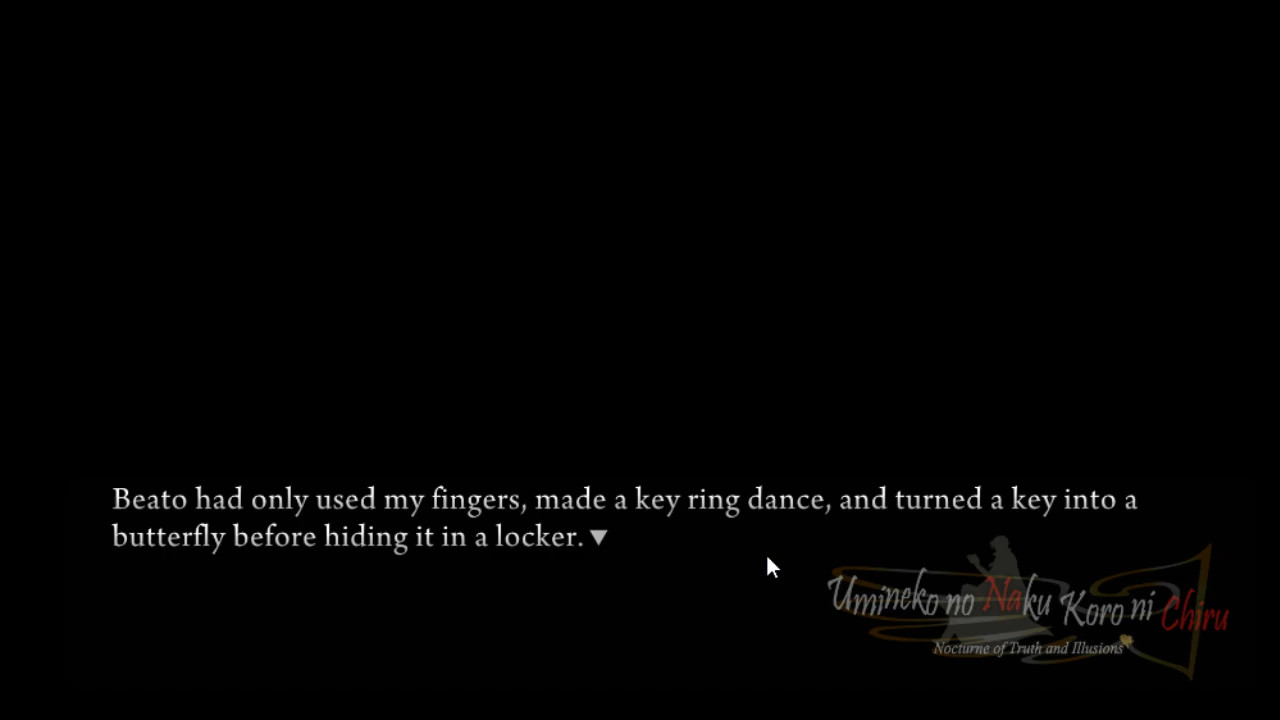 Beato had only used my fingers, made a key ring dance, and turned a key into a
butterfly before hiding it in a locker.
Umineko no Naku Koro ni Chiru
Nocturne of Truth and Illusions